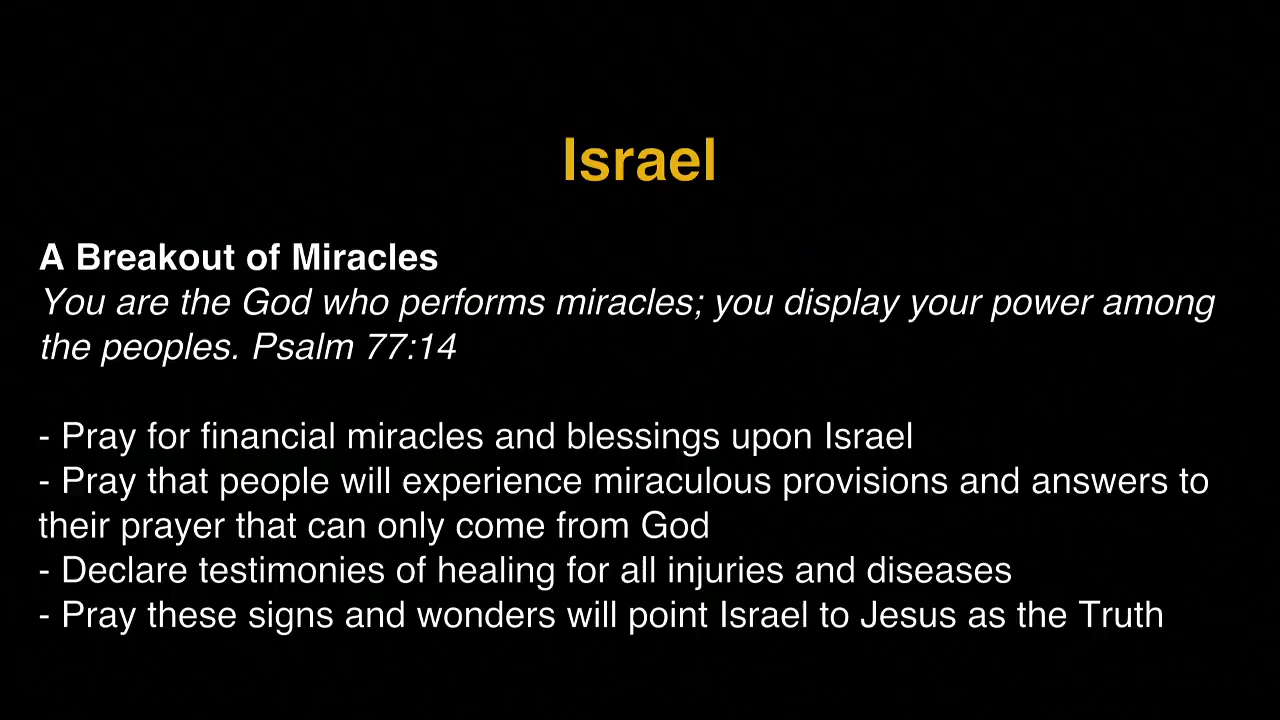 Israel
A Breakout of Miracles
You are the God who performs miracles; you display your power among
the peoples. Psalm 77:14
- Pray for financial miracles and blessings upon Israel
- Pray that people will experience miraculous provisions and answers to
their prayer that can only come from God
- Declare testimonies of healing for all injuries and diseases
- Pray these signs and wonders will point Israel to Jesus as the Truth